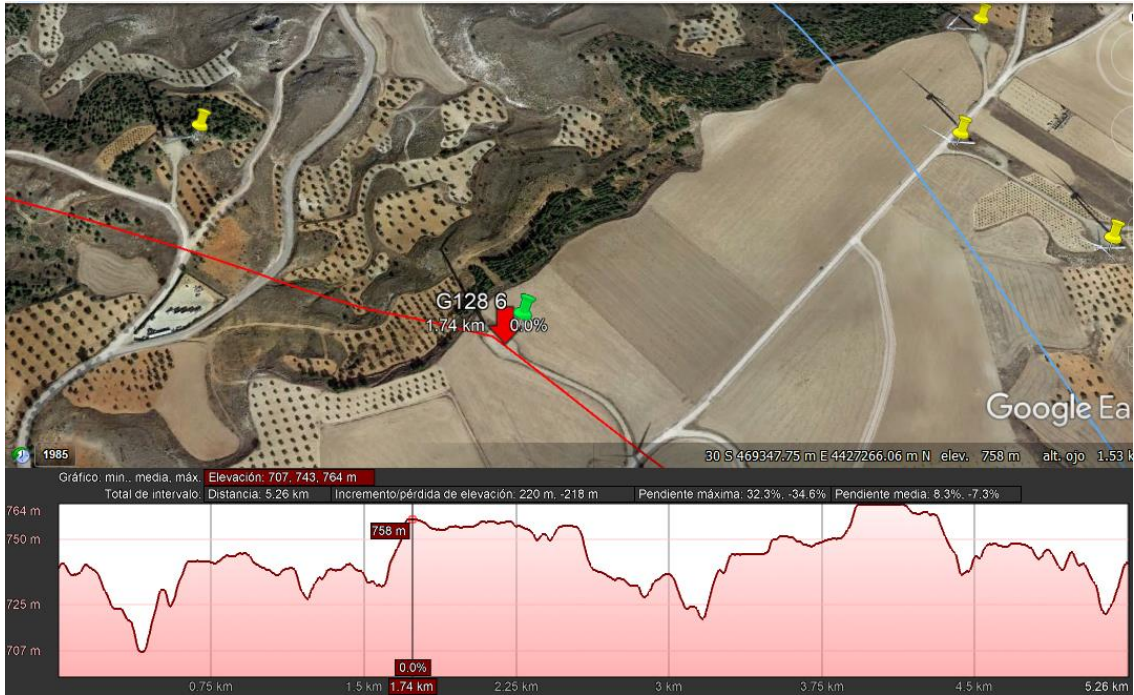 G128 6
1.74 km 0.0%
Google Ea
1985
30 S 469347.75 m E 4427266.06 m N elev. 758 m alt. ojo 1.53 k
Gráfico: mín., media, máx. Elevación: 707, 743, 764 m
Total de intervalo: Distancia: 5.26 km Incremento/pérdida de elevación: 220 m, -218 m Pendiente máxima: 32.3%, -34.6% Pendiente media: 8.3%, -7.3%
764 m
758 m
750 m
725 m
707 m
0.0%
0.75 km 1.5 km 1.74 km 2.25 km 3 km 3.75 km 4.5 km 5.26 km